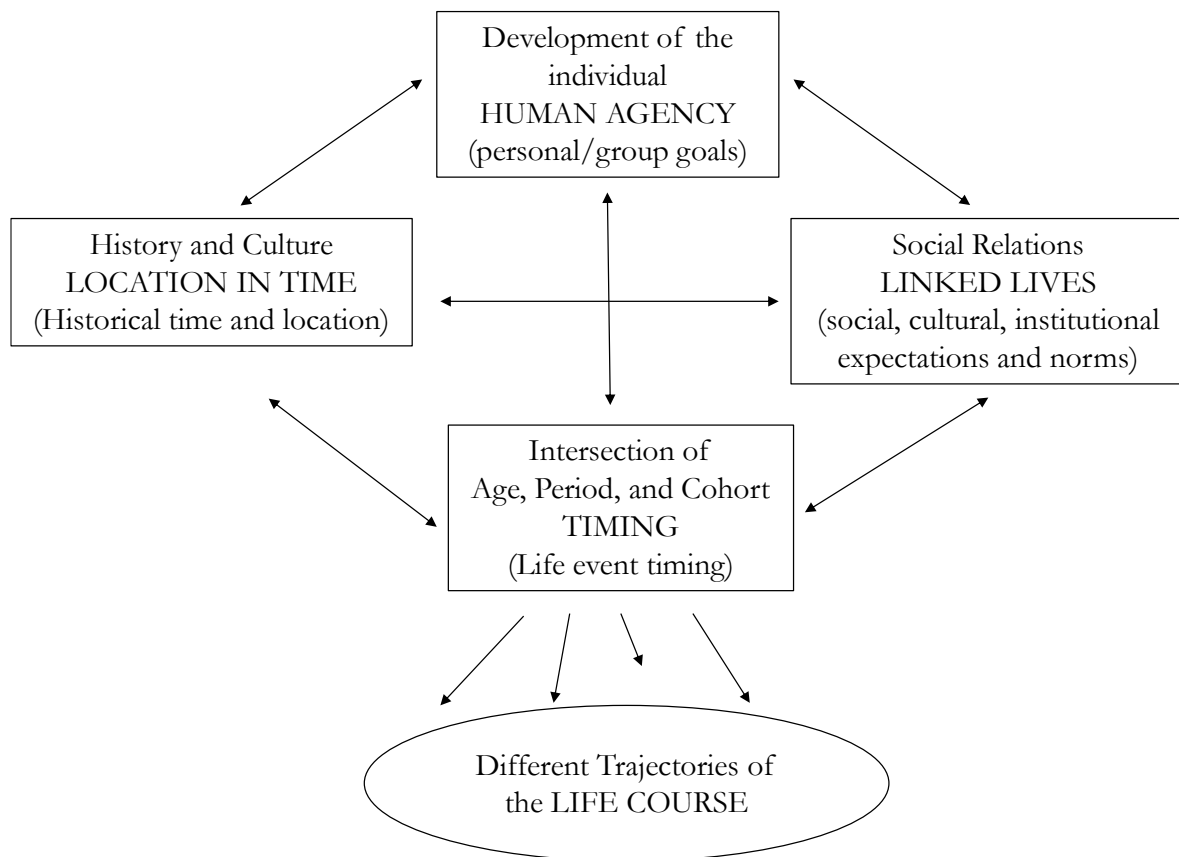 Development of the
individual
HUMAN AGENCY
(personal/group goals)
History and Culture
LOCATION IN TIME
(Historical time and location)
Social Relations
LINKED LIVES
(social, cultural, institutional
expectations and norms)
Intersection of
Age, Period, and Cohort
TIMING
(Life event timing)
Different Trajectories of
the LIFE COURSE